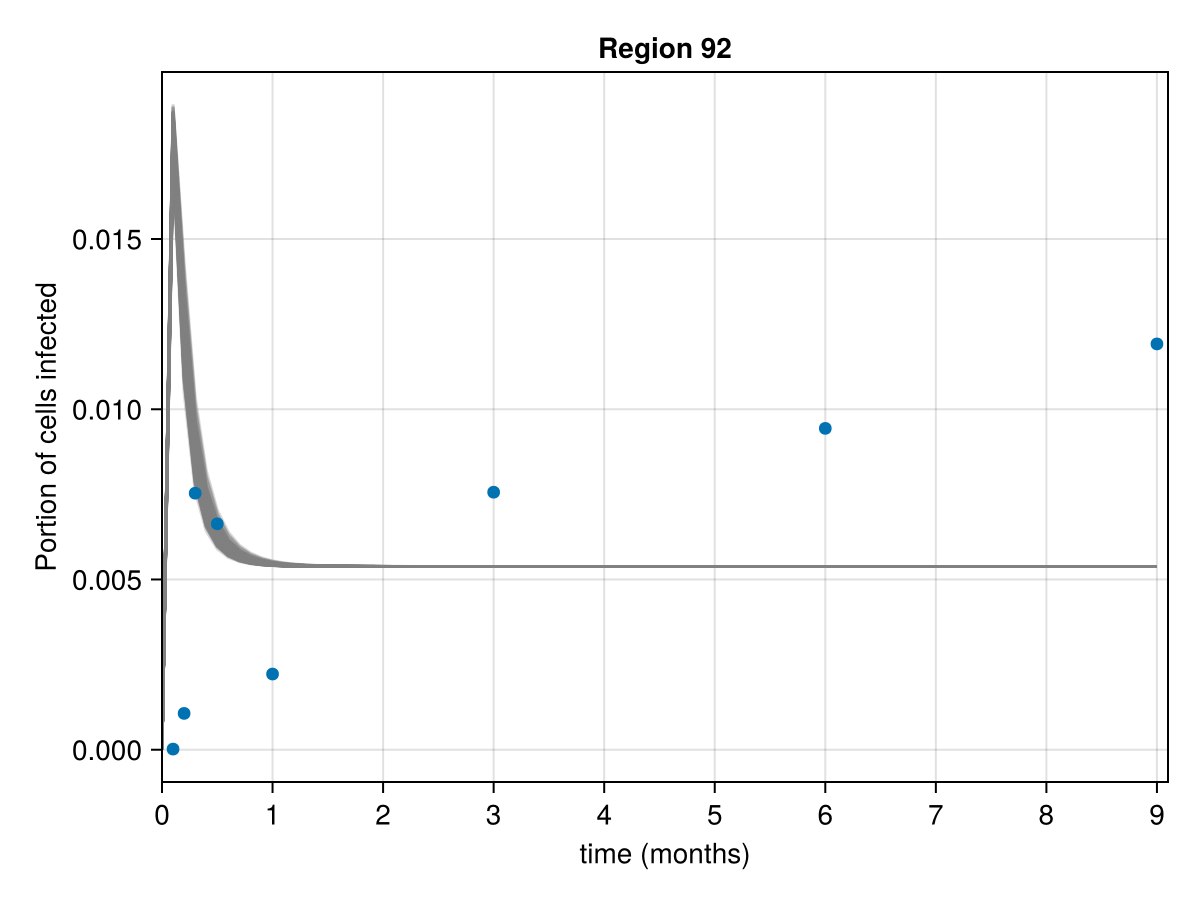 Region 92
Portion of cells infected
0.015
0.010
0.005
0.000
0 1 2 3 4 5 6 7 8 9
time (months)